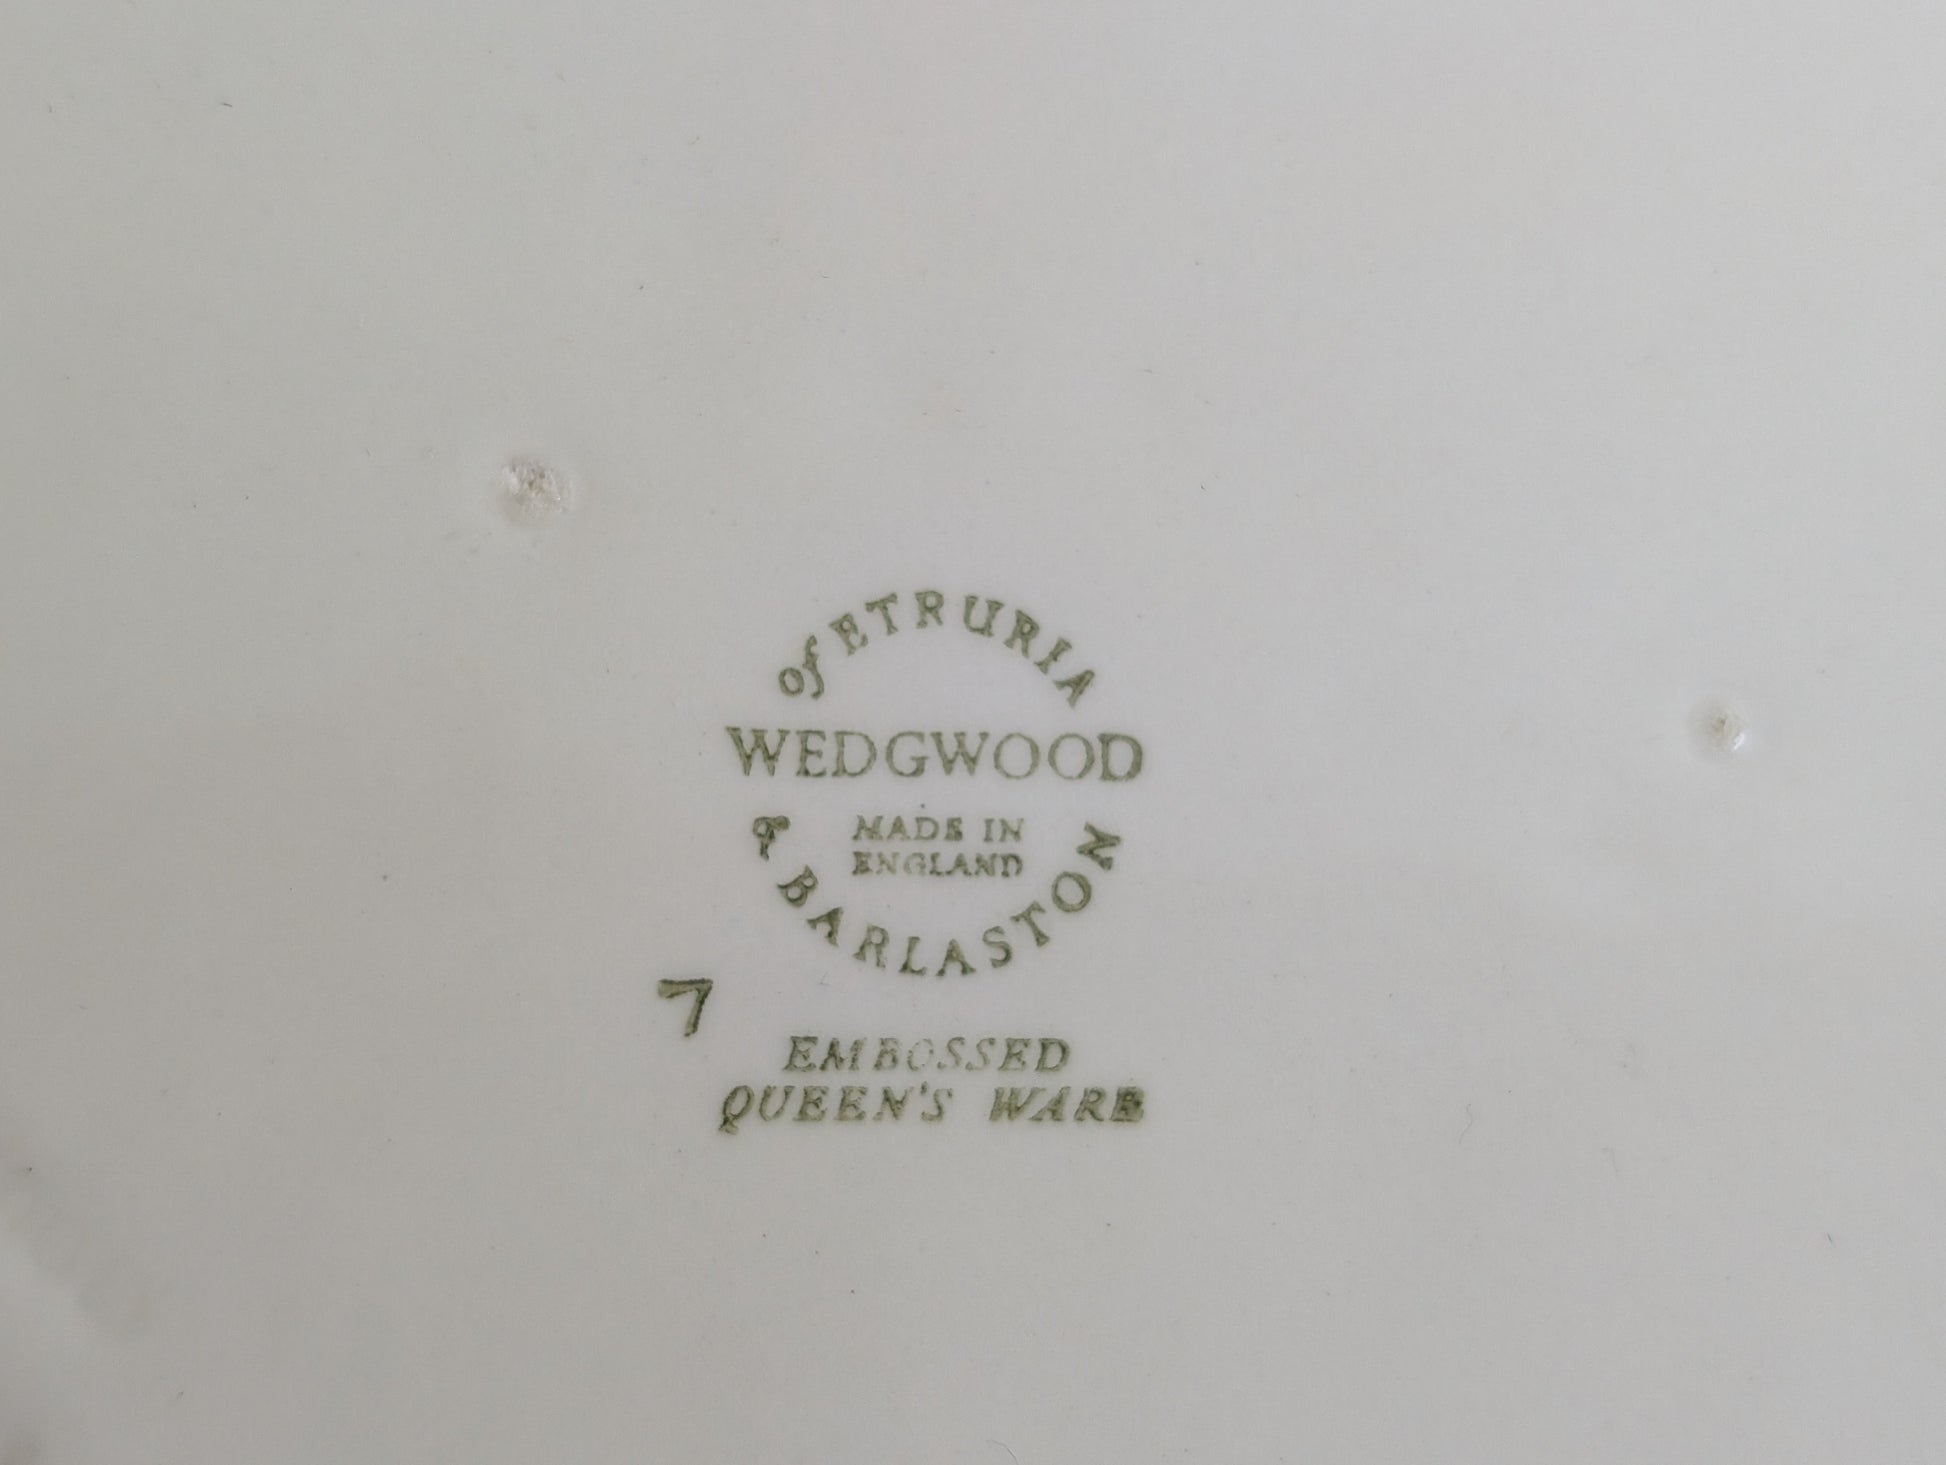 of ETRURIA
WEDGWOOD
MADE IN
ENGLAND
& BARLASTON
7
EMBOSSED
QUEEN'S WARE